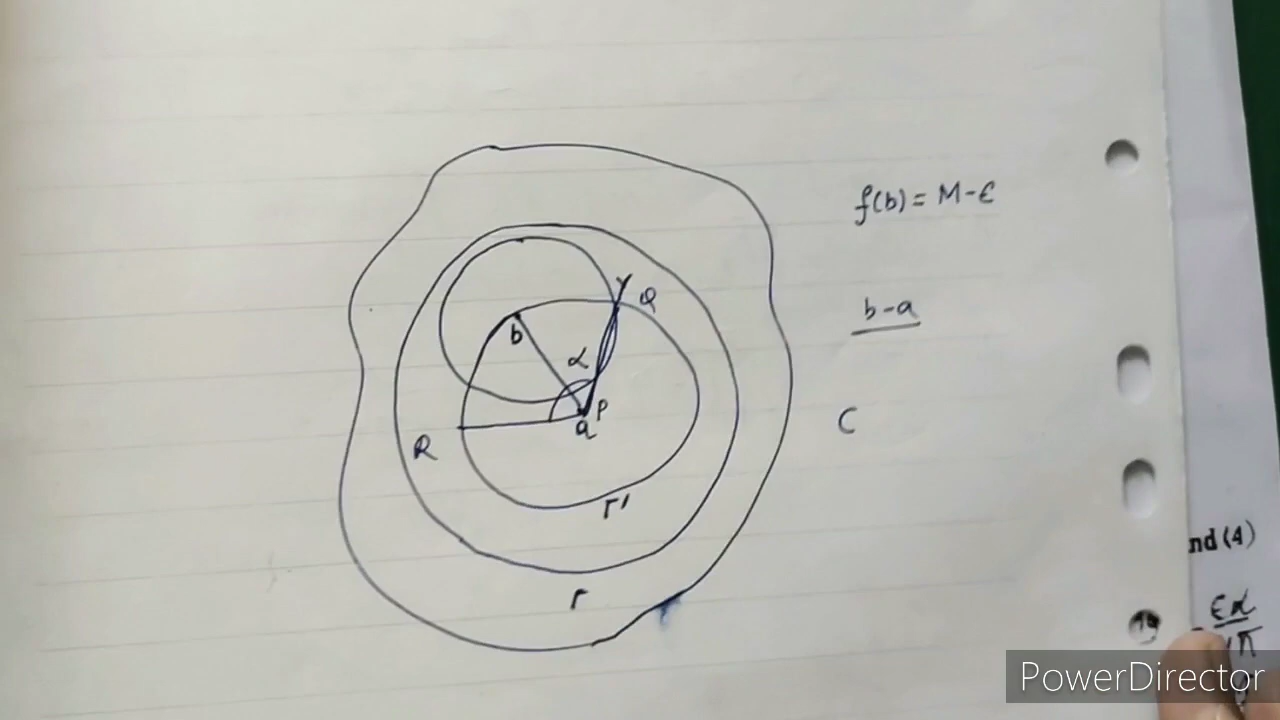 f(b) = M-ε
b-a
γ
Q
b
α
P
a
C
R
Γ'
Γ
nd (4)
εα
π
PowerDirector